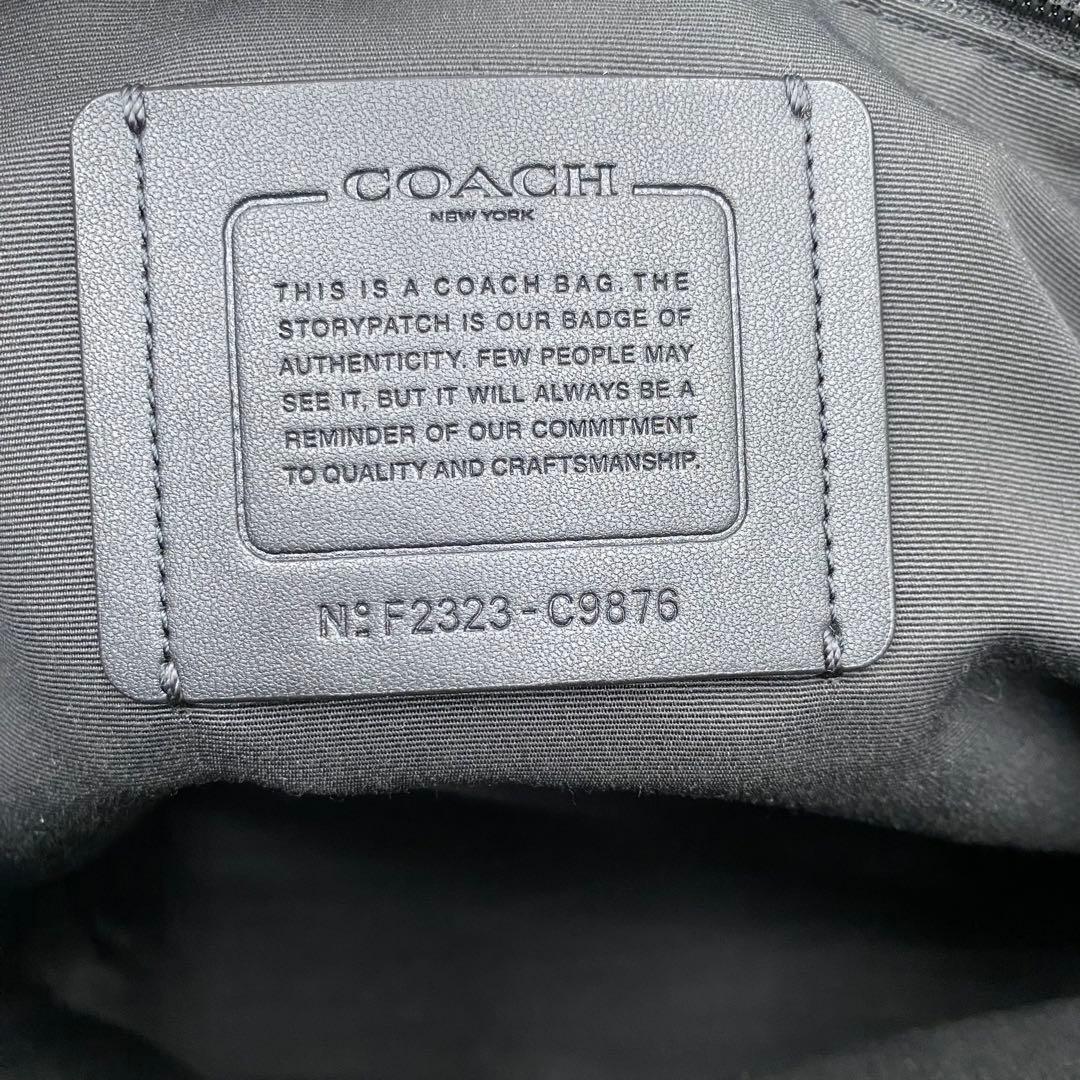 COACH
NEW YORK
THIS IS A COACH BAG. THE
STORYPATCH IS OUR BADGE OF
AUTHENTICITY. FEW PEOPLE MAY
SEE IT, BUT IT WILL ALWAYS BE A
REMINDER OF OUR COMMITMENT
TO QUALITY AND CRAFTSMANSHIP.
Nº F2323-C9876